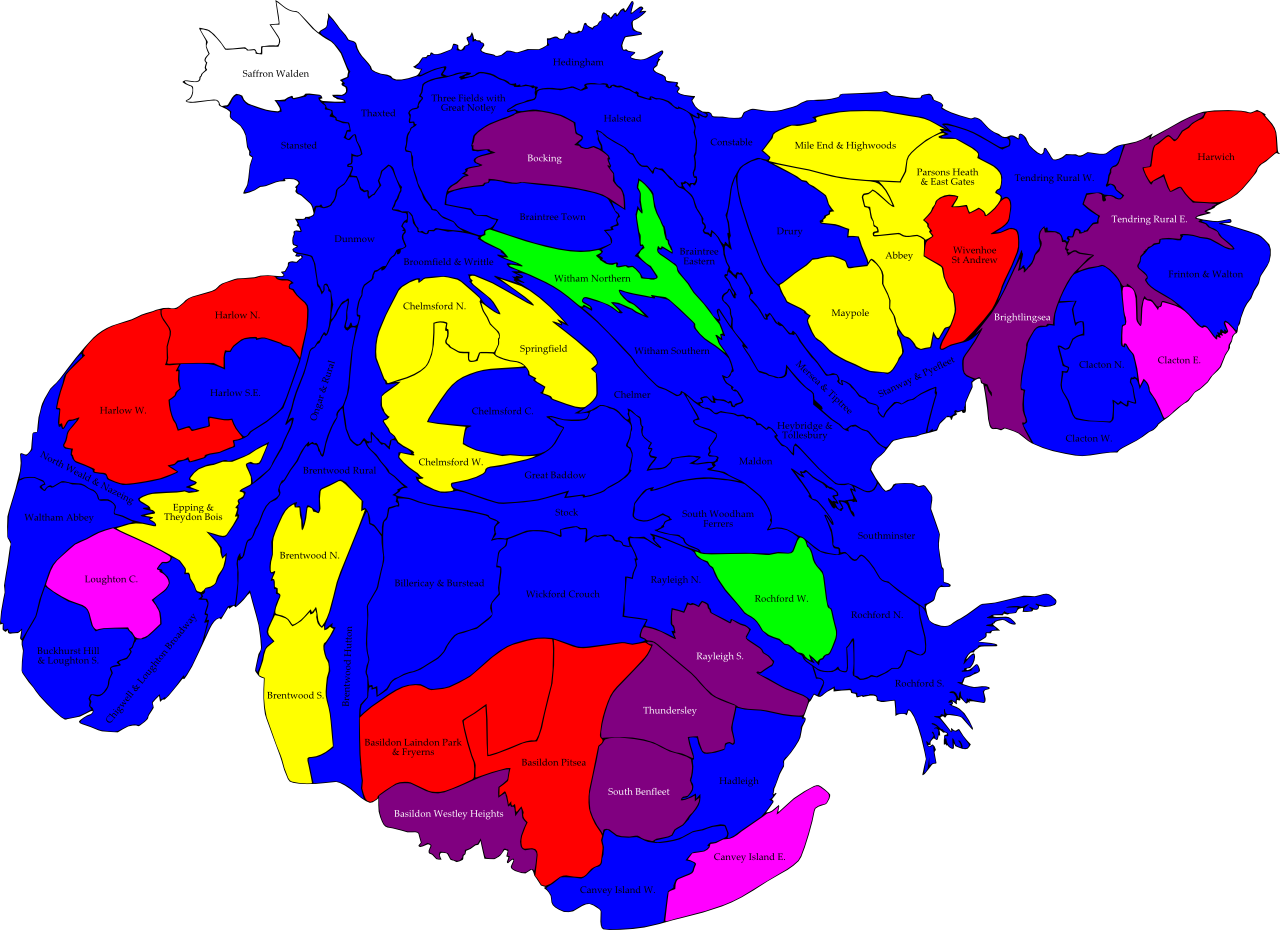 Hedingham
Saffron Walden
Three Fields with
Great Notley
Thaxted
Halstead
Stansted
Constable
Mile End & Highwoods
Bocking
Harwich
Parsons Heath
& East Gates
Tendring Rural W.
Braintree Town
Tendring Rural E.
Drury
Dunmow
Braintree
Eastern
Abbey
Wivenhoe
St Andrew
Broomfield & Writtle
Witham Northern
Frinton & Walton
Chelmsford N.
Harlow N.
Maypole
Brightlingsea
Springfield
Witham Southern
Clacton E.
Clacton N.
Stanway & Pyefleet
Mersea & Tiptree
Ongar & Rural
Harlow S.E.
Chelmer
Harlow W.
Chelmsford C.
Heybridge &
Tollesbury
Clacton W.
Chelmsford W.
Maldon
North Weald & Nazeing
Brentwood Rural
Great Baddow
Epping &
Theydon Bois
Waltham Abbey
Stock
South Woodham
Ferrers
Southminster
Brentwood N.
Loughton C.
Billericay & Burstead
Rayleigh N.
Wickford Crouch
Rochford W.
Rochford N.
Buckhurst Hill
& Loughton S.
Chigwell & Loughton Broadway
Brentwood Hutton
Rayleigh S.
Rochford S.
Brentwood S.
Thundersley
Basildon Laindon Park
& Fryerns
Basildon Pitsea
Hadleigh
South Benfleet
Basildon Westley Heights
Canvey Island E.
Canvey Island W.